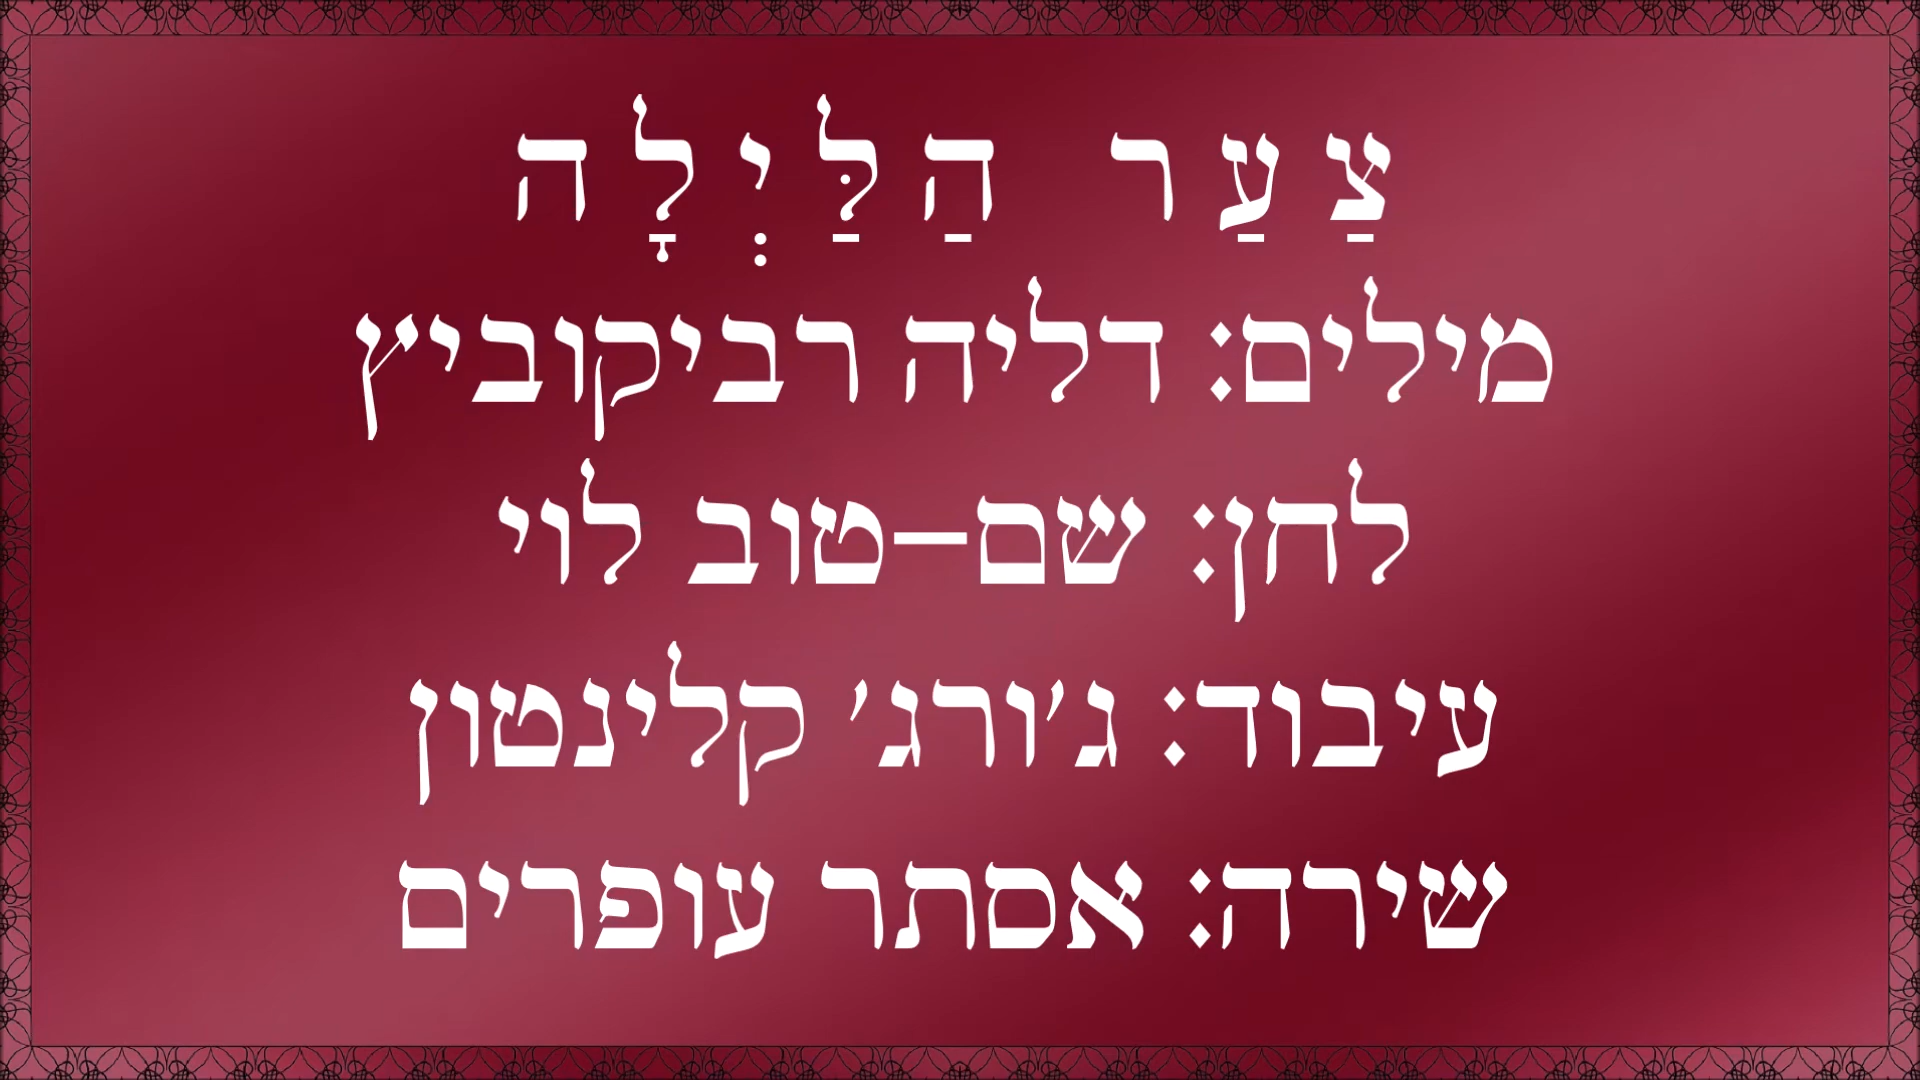 צַעַר הַלַּיְלָה
מילים: דליה רביקוביץ
לחן: שם–טוב לוי
עיבוד: ג׳ורג׳ קלינטון
שירה: אסתר עופרים